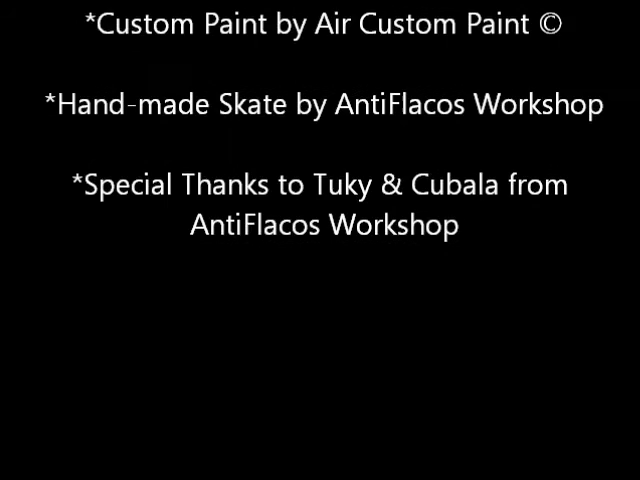 *Custom Paint by Air Custom Paint ©
*Hand-made Skate by AntiFlacos Workshop
*Special Thanks to Tuky & Cubala from
AntiFlacos Workshop